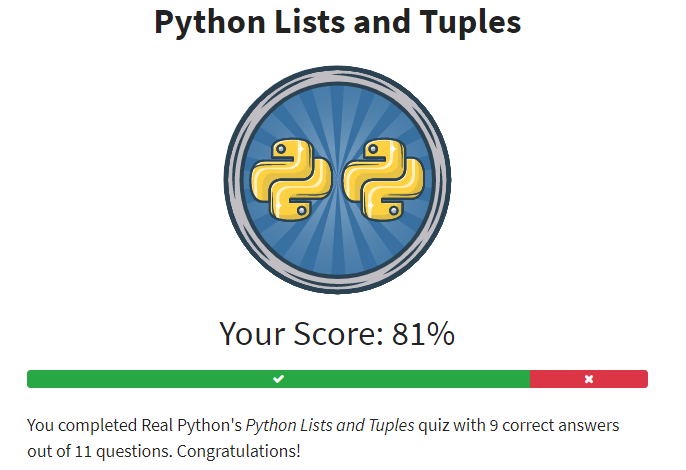 Python Lists and Tuples
Your Score: 81%
You completed Real Python's Python Lists and Tuples quiz with 9 correct answers
out of 11 questions. Congratulations!